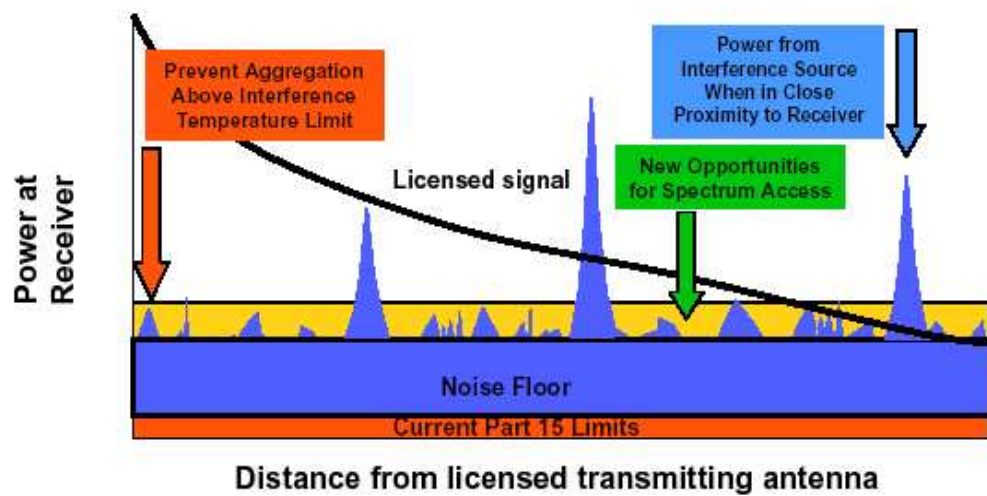 Prevent Aggregation
Above Interference
Temperature Limit
Power from
Interference Source
When in Close
Proximity to Receiver
New Opportunities
for Spectrum Access
Licensed signal
Power at
Receiver
Noise Floor
Current Part 15 Limits
Distance from licensed transmitting antenna